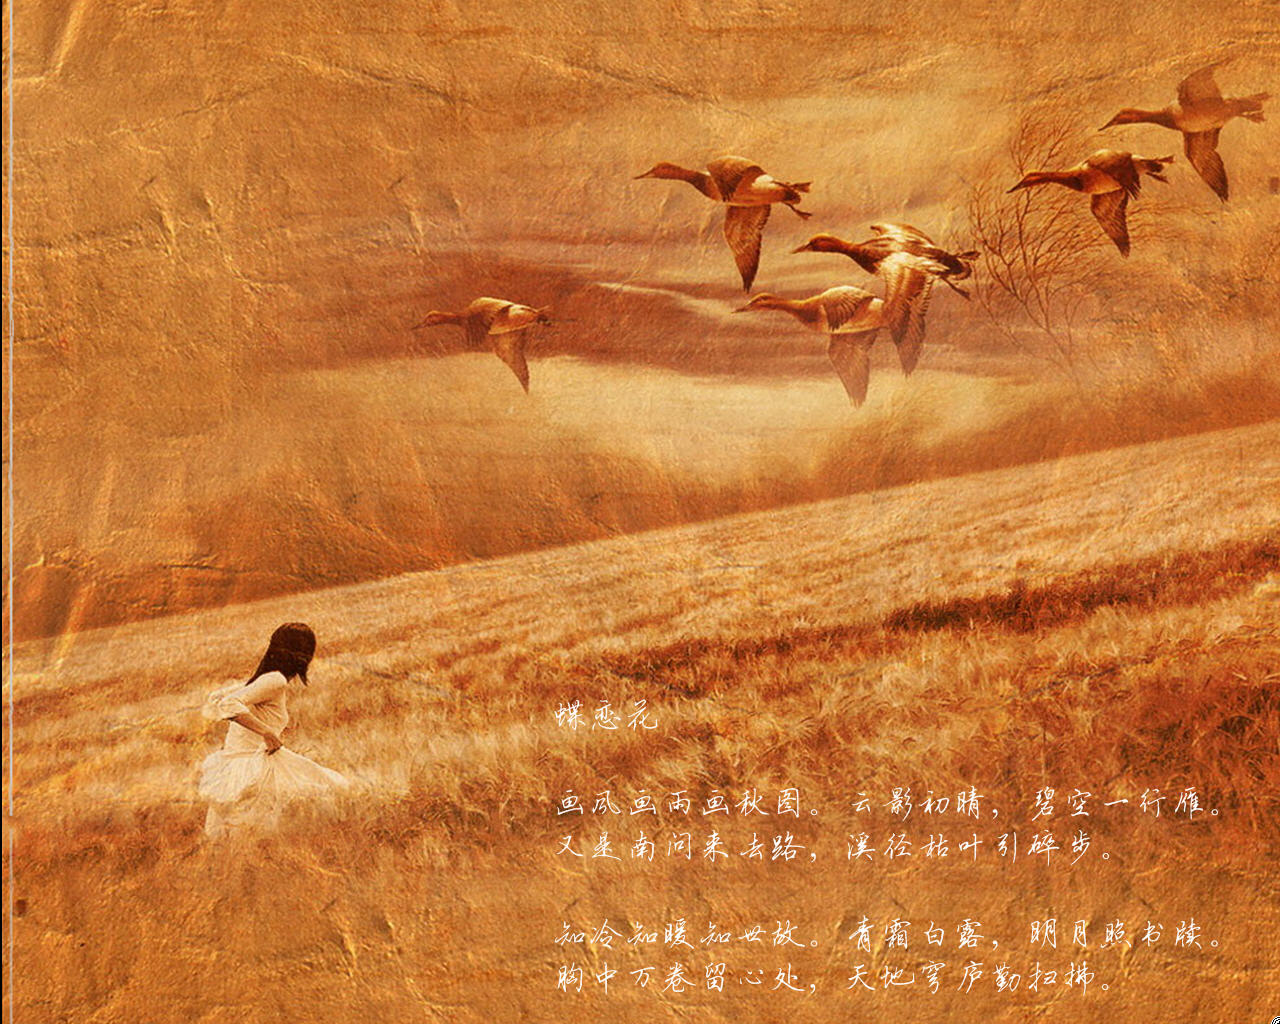 蝶恋花
画风画雨画秋图。云影初晴，碧空一行雁。
又是南问来去路，溪径枯叶引碎步。
知冷知暖知世故。青霜白露，明月照书牍。
胸中万卷留心处，天地穹庐勤扫拂。